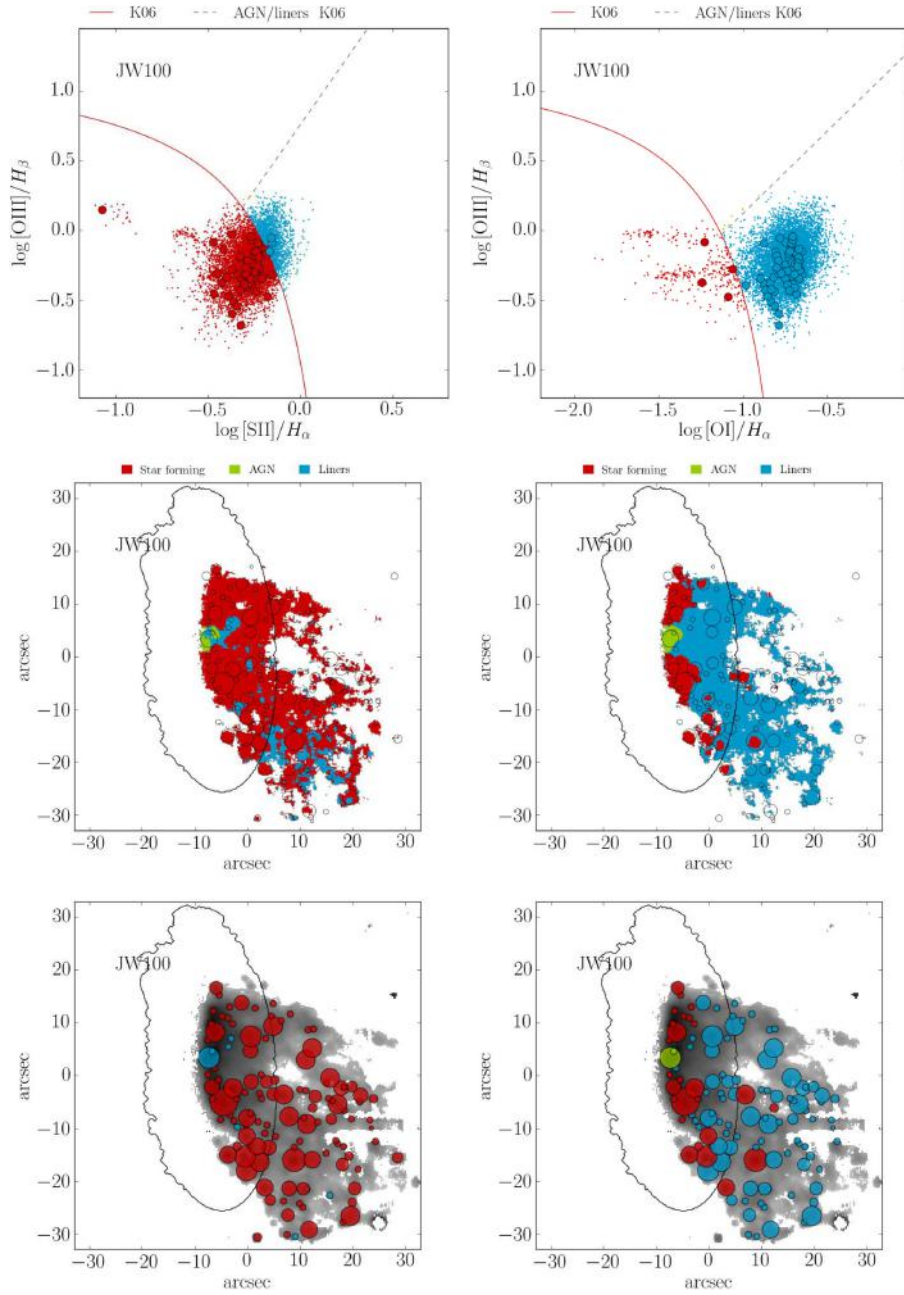 K06 AGN/liners K06
K06 AGN/liners K06
JW100
1.0
0.5
0.0
−0.5
−1.0
log [OIII]/Hβ
−1.0 −0.5 0.0 0.5
log [SII]/Hα
JW100
1.0
0.5
0.0
−0.5
−1.0
log [OIII]/Hβ
−2.0 −1.5 −1.0 −0.5
log [OI]/Hα
Star forming AGN Liners
JW100
30
20
10
0
−10
−20
−30
arcsec
−30 −20 −10 0 10 20 30
arcsec
Star forming AGN Liners
JW100
30
20
10
0
−10
−20
−30
arcsec
−30 −20 −10 0 10 20 30
arcsec
JW100
30
20
10
0
−10
−20
−30
arcsec
−30 −20 −10 0 10 20 30
arcsec
JW100
30
20
10
0
−10
−20
−30
arcsec
−30 −20 −10 0 10 20 30
arcsec